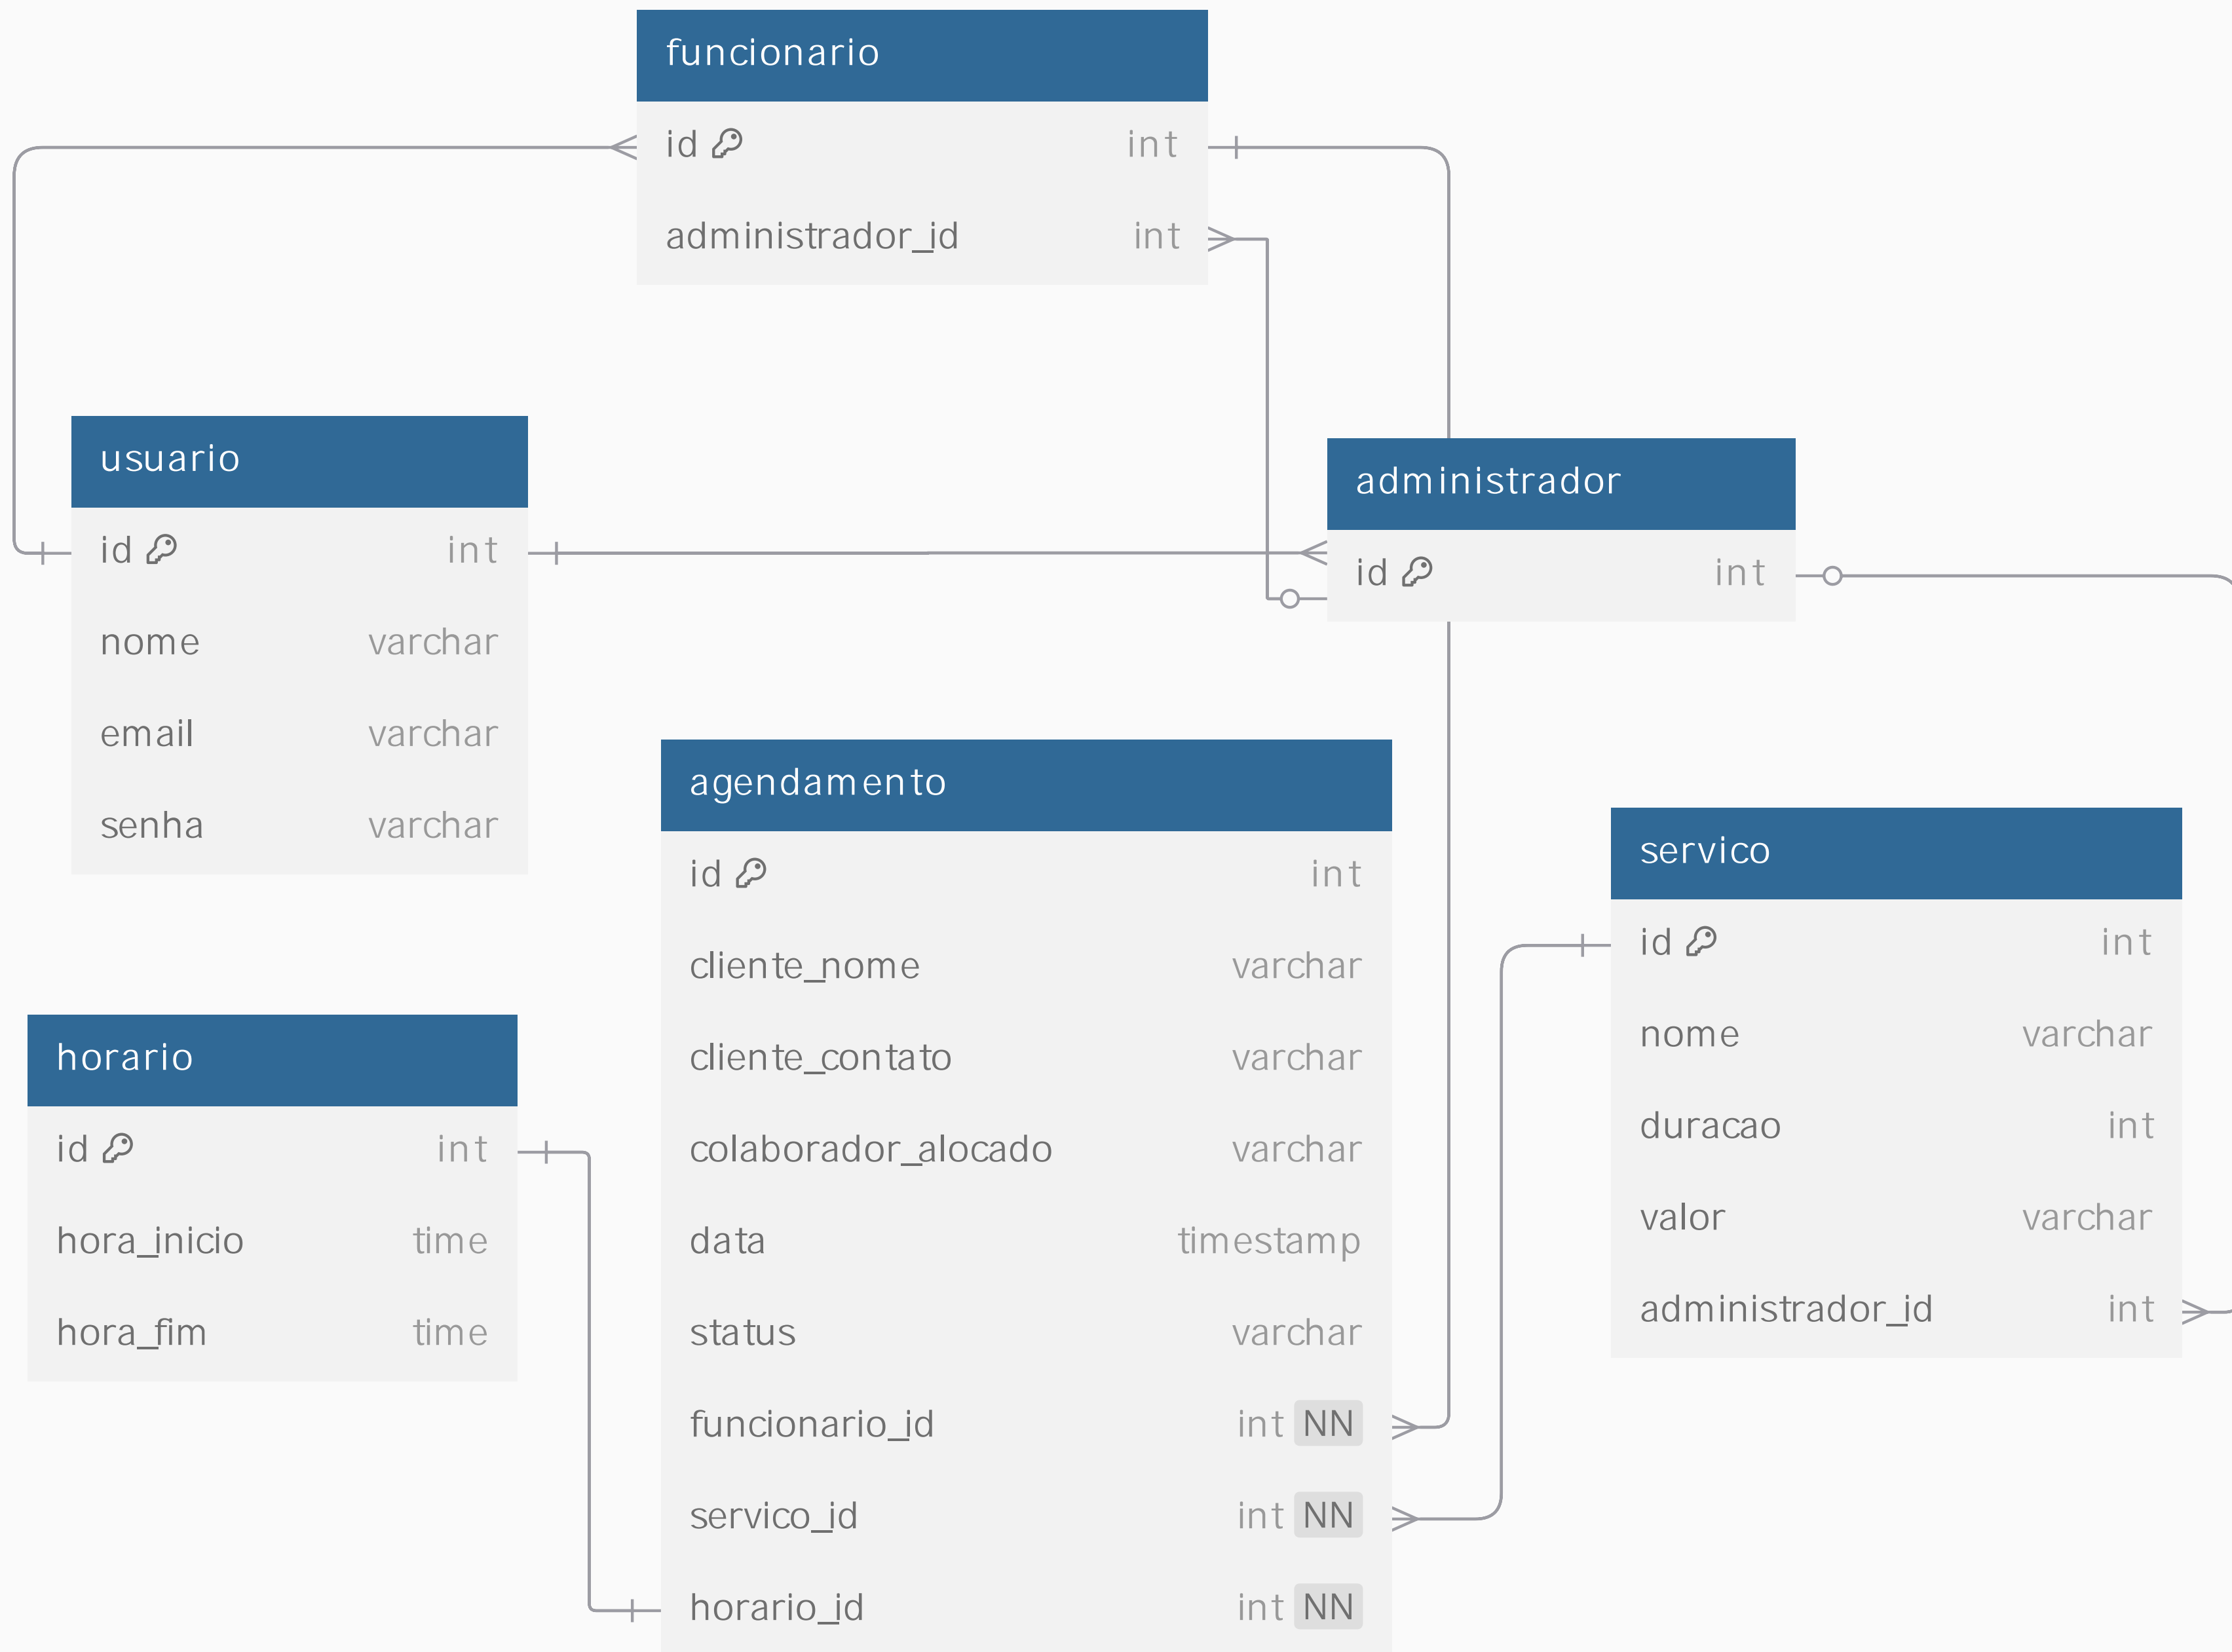 funcionario
id int
administrador_id int
usuario
id int
nome varchar
email varchar
senha varchar
administrador
id int
agendamento
id int
cliente_nome varchar
cliente_contato varchar
colaborador_alocado varchar
data timestamp
status varchar
funcionario_id int NN
servico_id int NN
horario_id int NN
servico
id int
nome varchar
duracao int
valor varchar
administrador_id int
horario
id int
hora_inicio time
hora_fim time